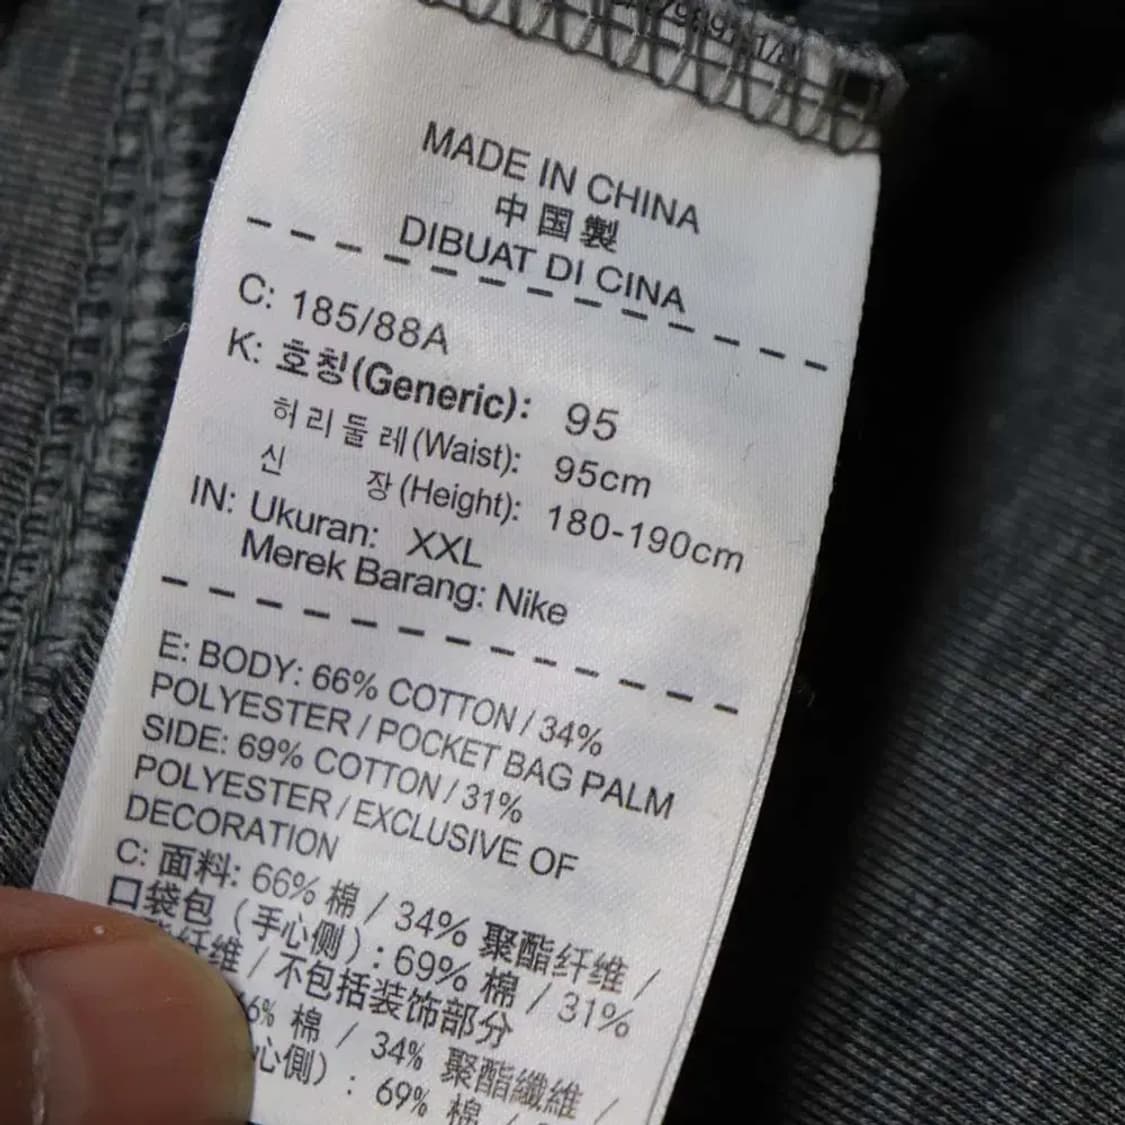 MADE IN CHINA
中国製
DIBUAT DI CINA
C: 185/88A
K: 호칭(Generic): 95
허리둘레(Waist): 95cm
신 장(Height): 180-190cm
IN: Ukuran: XXL
Merek Barang: Nike
E: BODY: 66% COTTON / 34%
POLYESTER / POCKET BAG PALM
SIDE: 69% COTTON / 31%
POLYESTER / EXCLUSIVE OF
DECORATION
C: 面料: 66% 棉 / 34% 聚酯纤维 /
口袋包（手心侧）: 69% 棉 / 31%
纤维 / 不包括装饰部分
6% 棉 / 34% 聚酯纖維 /
心側）: 69% 棉 /